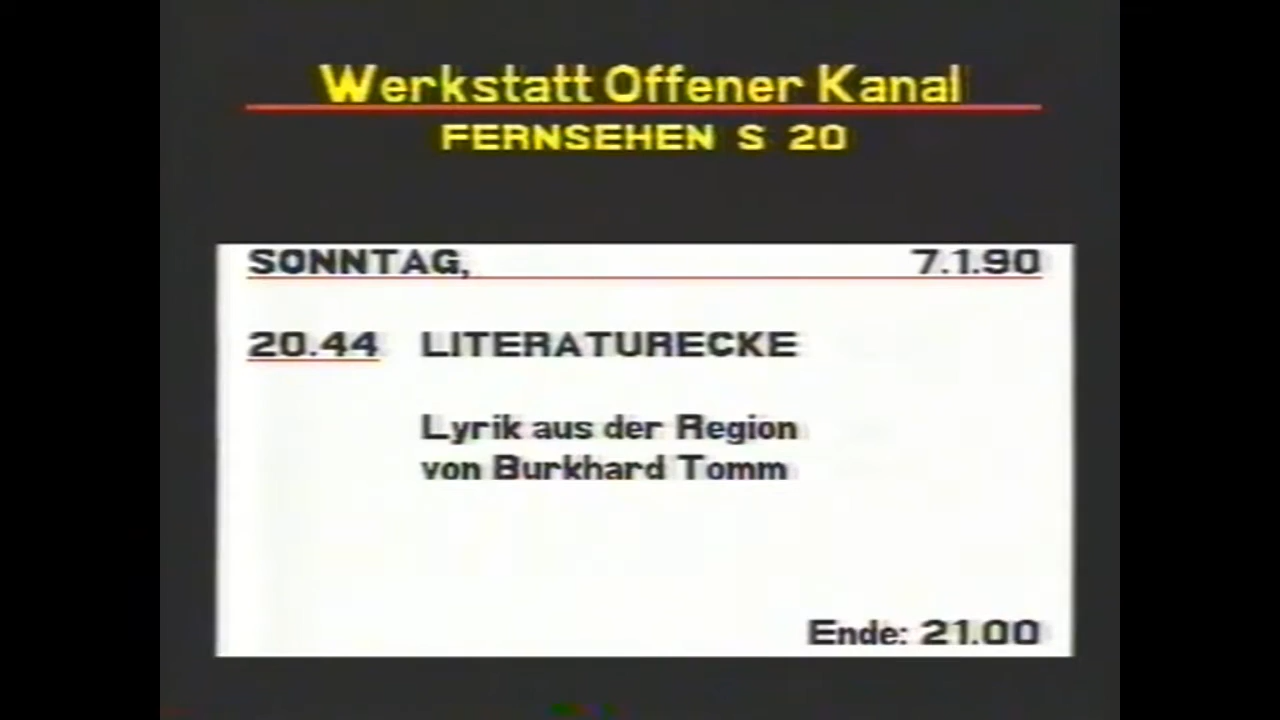 Werkstatt Offener Kanal
FERNSEHEN S 20
SONNTAG, 7.1.90
20.44 LITERATURECKE
Lyrik aus der Region
von Burkhard Tomm
Ende: 21.00